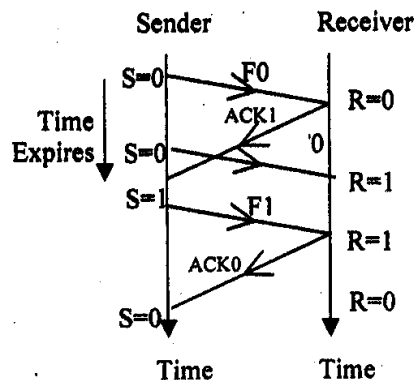 Sender Receiver
S=0 F0
R=0
Time Expires
ACK1
S=0 '0
R=1
S=1
F1
R=1
ACK0
S=0 R=0
Time Time